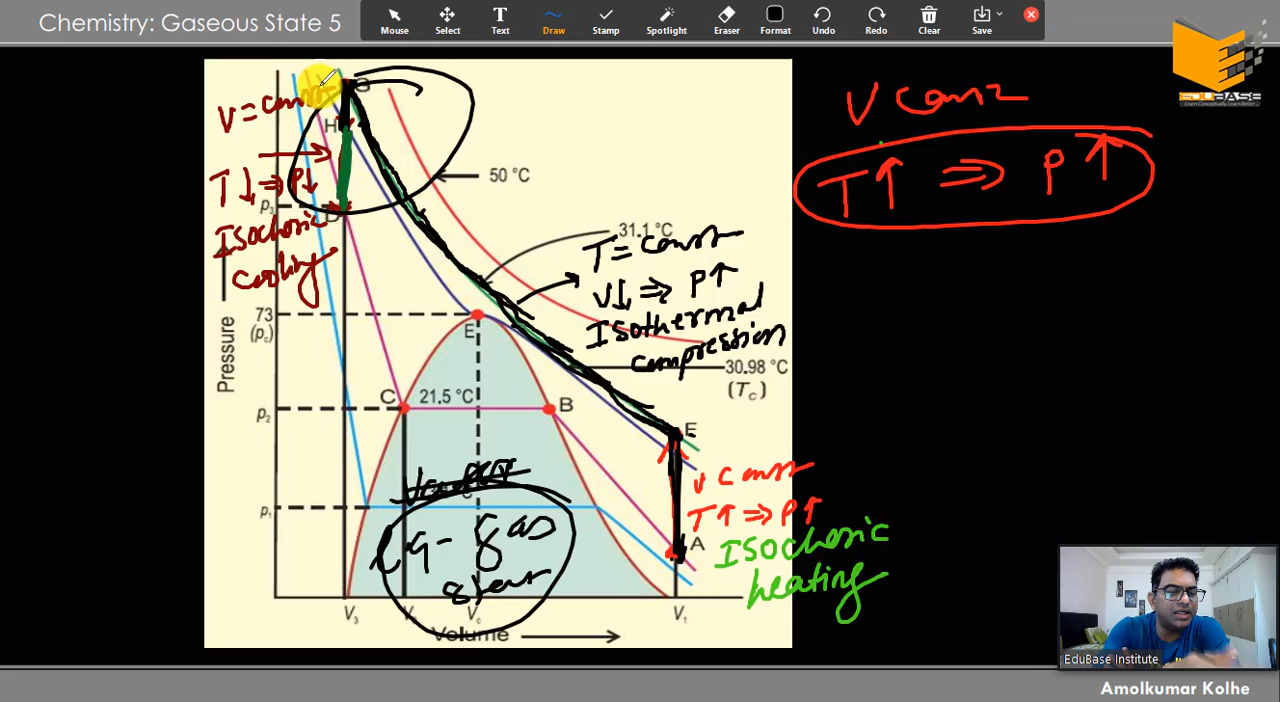 Chemistry: Gaseous State 5
Mouse
Select
Text
Draw
Stamp
Spotlight
Eraser
Format
Undo
Redo
Clear
Save
EDUBASE
V = const
G
H
50 °C
V const
T↑ ⇒ P↑
T↓ ⇒ P↓
P3
D
Isochoric
cooling
31.1°C
T = const
V↓ ⇒ P↑
Isothermal
compression
73
(pc)
E
Pressure
30.98 °C
(Tc)
C
21.5 °C
B
p2
E
V const
T↑ ⇒ P↑
p1
A
Isochoric
heating
liq - gas
V3
Vc
V1
Volume
EduBase Institute
Amolkumar Kolhe